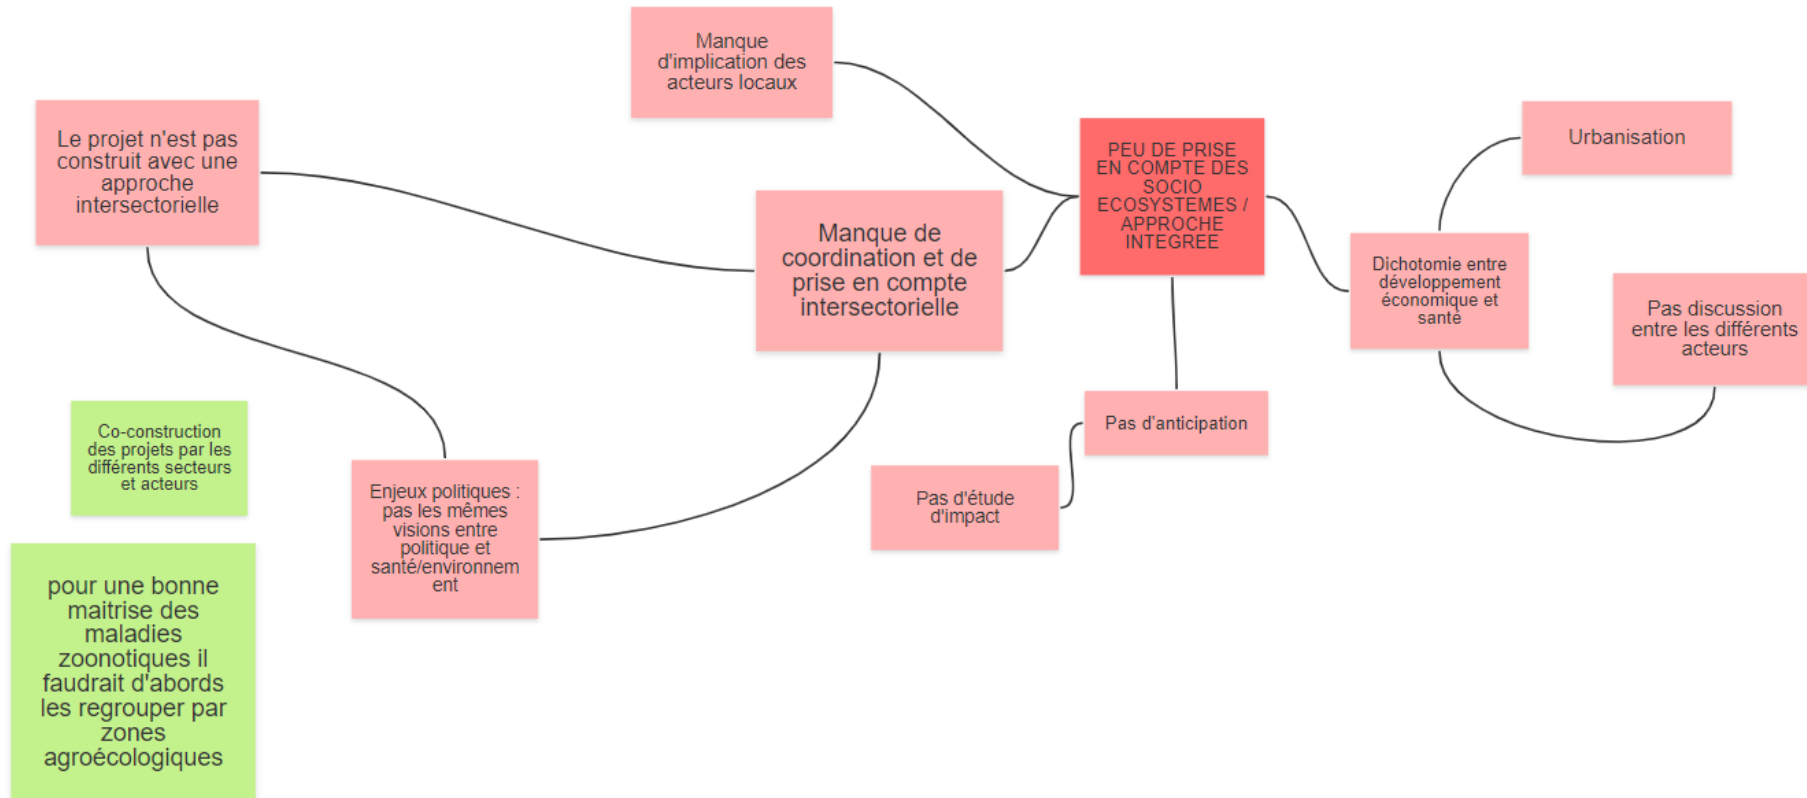 Manque
d'implication des
acteurs locaux
Le projet n'est pas
construit avec une
approche
intersectorielle
PEU DE PRISE
EN COMPTE DES
SOCIO
ECOSYSTEMES /
APPROCHE
INTEGREE
Urbanisation
Manque de
coordination et de
prise en compte
intersectorielle
Dichotomie entre
développement
économique et
santé
Pas discussion
entre les différents
acteurs
Pas d'anticipation
Pas d'étude
d'impact
Co-construction
des projets par les
différents secteurs
et acteurs
Enjeux politiques :
pas les mêmes
visions entre
politique et
santé/environnem
ent
pour une bonne
maitrise des
maladies
zoonotiques il
faudrait d'abords
les regrouper par
zones
agroécologiques